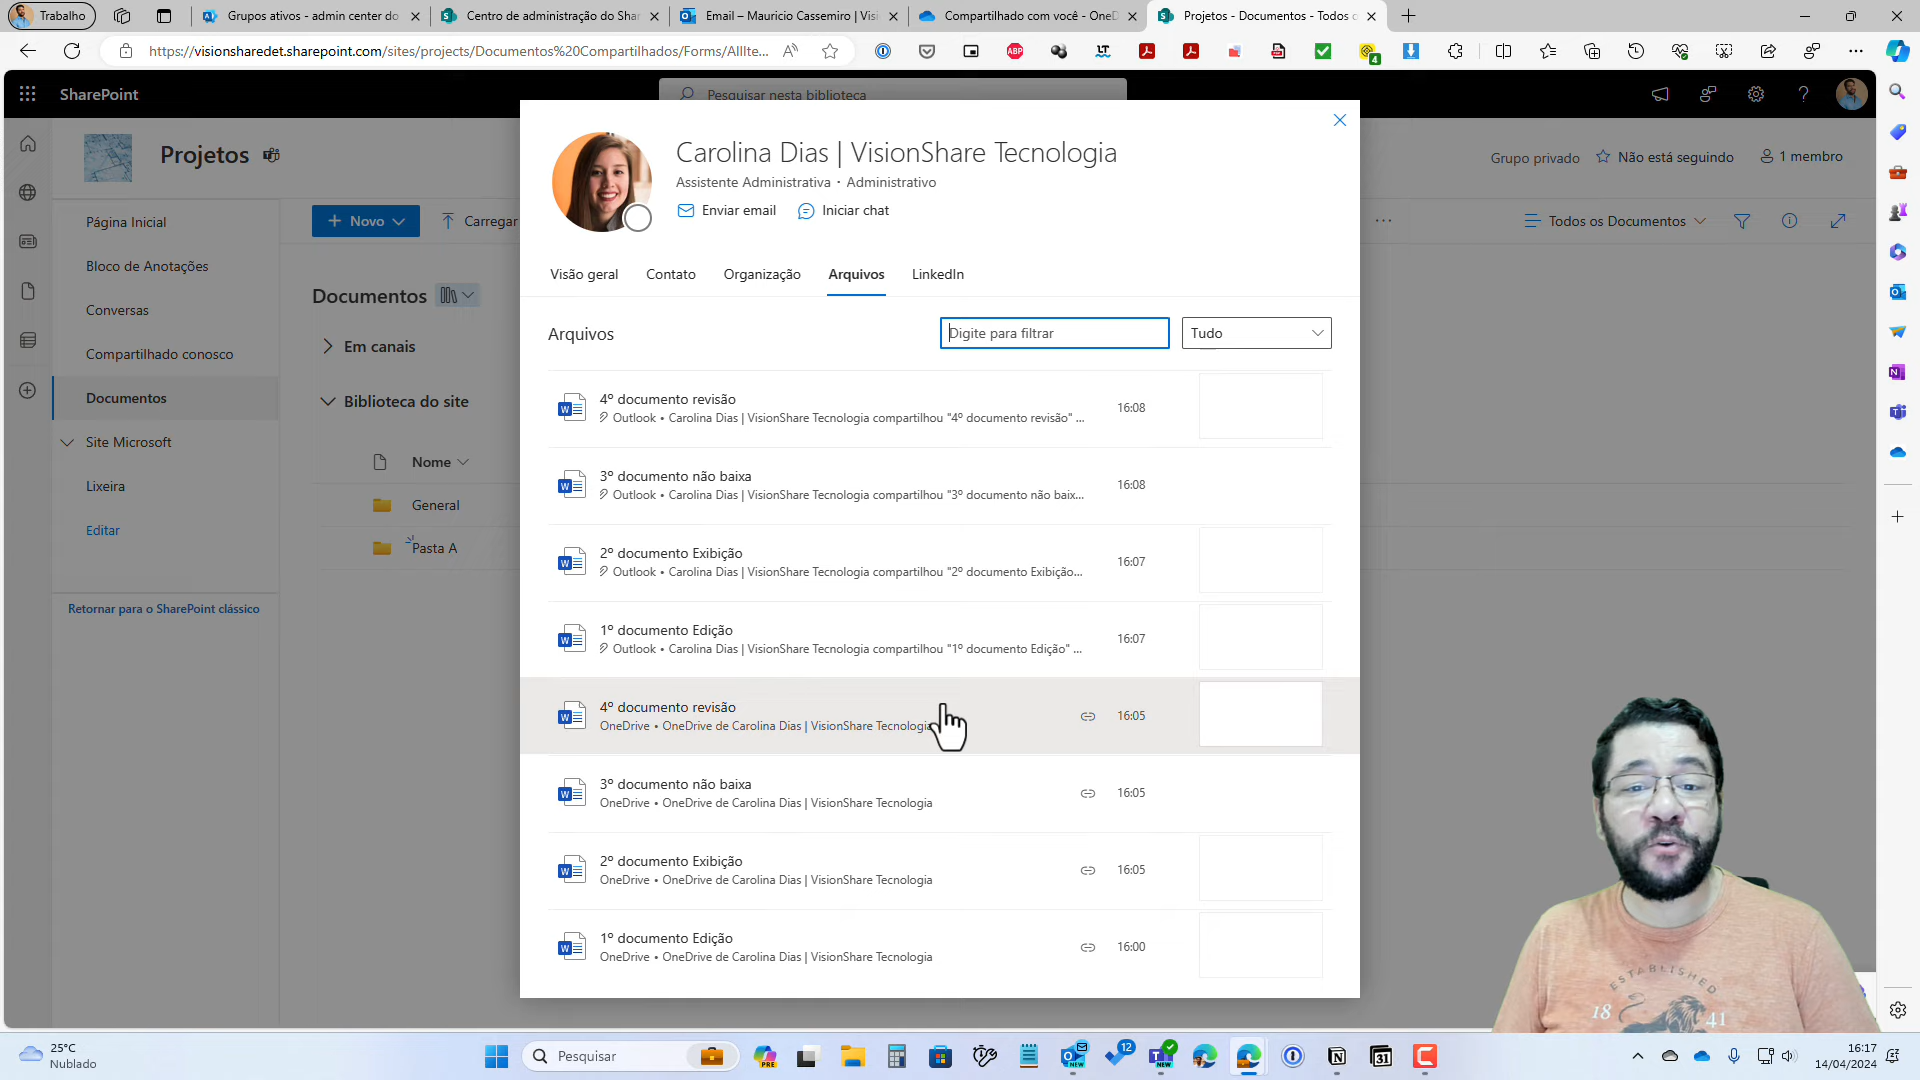 Trabalho
Grupos ativos - admin center do
Centro de administração do Shar
Email – Mauricio Cassemiro | Visi
Compartilhado com você - OneD
Projetos - Documentos - Todos o
https://visionsharedet.sharepoint.com/sites/projects/Documentos%20Compartilhados/Forms/AllIte...
SharePoint
Pesquisar nesta biblioteca
Projetos
Grupo privado
Não está seguindo
1 membro
Página Inicial
Bloco de Anotações
Conversas
Compartilhado conosco
Documentos
Site Microsoft
Lixeira
Editar
Retornar para o SharePoint clássico
+ Novo
Carregar
...
Todos os Documentos
Documentos
Em canais
Biblioteca do site
Nome
General
Pasta A
Carolina Dias | VisionShare Tecnologia
Assistente Administrativa • Administrativo
Enviar email
Iniciar chat
Visão geral
Contato
Organização
Arquivos
LinkedIn
Arquivos
Digite para filtrar
Tudo
4º documento revisão
Outlook • Carolina Dias | VisionShare Tecnologia compartilhou "4º documento revisão" ...
16:08
3º documento não baixa
Outlook • Carolina Dias | VisionShare Tecnologia compartilhou "3º documento não baix...
16:08
2º documento Exibição
Outlook • Carolina Dias | VisionShare Tecnologia compartilhou "2º documento Exibição...
16:07
1º documento Edição
Outlook • Carolina Dias | VisionShare Tecnologia compartilhou "1º documento Edição" ...
16:07
4º documento revisão
OneDrive • OneDrive de Carolina Dias | VisionShare Tecnologia
16:05
3º documento não baixa
OneDrive • OneDrive de Carolina Dias | VisionShare Tecnologia
16:05
2º documento Exibição
OneDrive • OneDrive de Carolina Dias | VisionShare Tecnologia
16:05
1º documento Edição
OneDrive • OneDrive de Carolina Dias | VisionShare Tecnologia
16:00
ESTABLISHED
18 41
25°C
Nublado
Pesquisar
12
31
16:17
14/04/2024